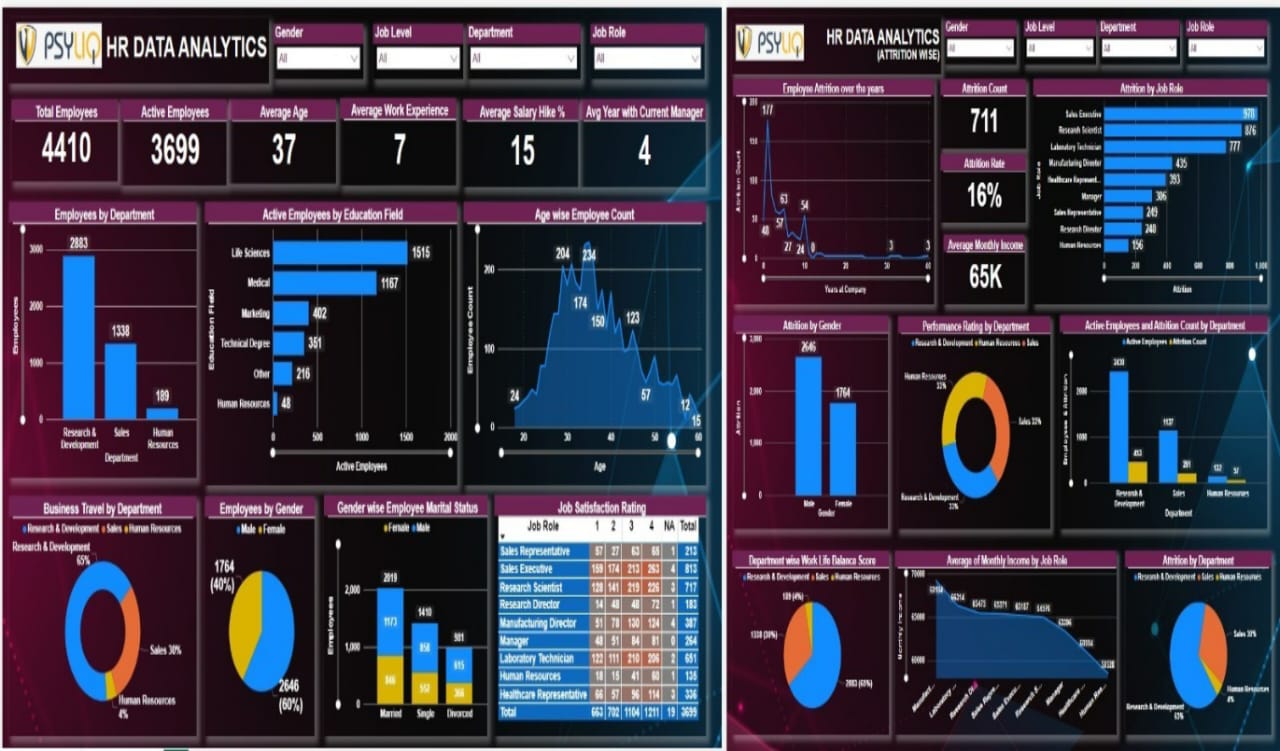 PSYLIQ
HR DATA ANALYTICS
Gender
All
Job Level
All
Department
All
Job Role
All
Total Employees
4410
Active Employees
3699
Average Age
37
Average Work Experience
7
Average Salary Hike %
15
Avg Year with Current Manager
4
Employees by Department
Employees
3000
2000
1000
0
2883
1338
189
Research & Development
Sales
Human Resources
Department
Active Employees by Education Field
Education Field
Life Sciences 1515
Medical 1167
Marketing 402
Technical Degree 351
Other 216
Human Resources 48
0 500 1000 1500 2000
Active Employees
Age wise Employee Count
Employee Count
200
100
0
24
204
174
234
150
123
57
12
15
20 30 40 50 60
Age
Business Travel by Department
Research & Development Sales Human Resources
Research & Development
65%
Sales 30%
Human Resources
4%
Employees by Gender
Male Female
1764
(40%)
2646
(60%)
Gender wise Employee Marital Status
Female Male
Employees
2,000
1,000
0
2019
1173
846
1410
858
552
981
615
366
Married Single Divorced
Job Satisfaction Rating
Job Role 1 2 3 4 NA Total
Sales Representative 57 27 63 65 1 213
Sales Executive 159 174 213 263 4 813
Research Scientist 128 141 219 226 3 717
Research Director 14 48 48 72 1 183
Manufacturing Director 51 78 130 124 4 387
Manager 48 51 84 81 0 264
Laboratory Technician 122 111 210 206 2 651
Human Resources 18 15 41 60 1 135
Healthcare Representative 66 57 96 114 3 336
Total 663 702 1104 1211 19 3699
PSYLIQ
HR DATA ANALYTICS
(ATTRITION WISE)
Gender
All
Job Level
All
Department
All
Job Role
All
Employee Attrition over the years
Attrition Count
200
150
100
50
0
177
48
57
63
27
24
54
0
3
3
0 10 20 30 40
Years at Company
Attrition Count
711
Attrition Rate
16%
Average Monthly Income
65K
Attrition by Job Role
Job Role
Sales Executive 978
Research Scientist 876
Laboratory Technician 777
Manufacturing Director 435
Healthcare Represent... 393
Manager 306
Sales Representative 249
Research Director 240
Human Resources 156
0 200 400 600 800 1,000
Attrition
Attrition by Gender
Attrition
3,000
2,000
1,000
0
2646
1764
Male Female
Gender
Performance Rating by Department
Research & Development Human Resources Sales
Human Resources
33%
Sales 33%
Research & Development
33%
Active Employees and Attrition Count by Department
Active Employees Attrition Count
Employees & Attrition
2000
1000
0
2430
453
1137
201
132
57
Research & Development
Sales
Human Resources
Department
Department wise Work Life Balance Score
Research & Development Sales Human Resources
189 (4%)
1338 (30%)
2883 (65%)
Average of Monthly Income by Job Role
Monthly Income
70000
65000
60000
Manufact...
Laboratory ...
Sales Repre...
Sales Execu...
Research S...
Manager
Healthcare ...
Human Res...
Attrition by Department
Research & Development Sales Human Resources
Sales 30%
Human Resources
4%
Research & Development
65%